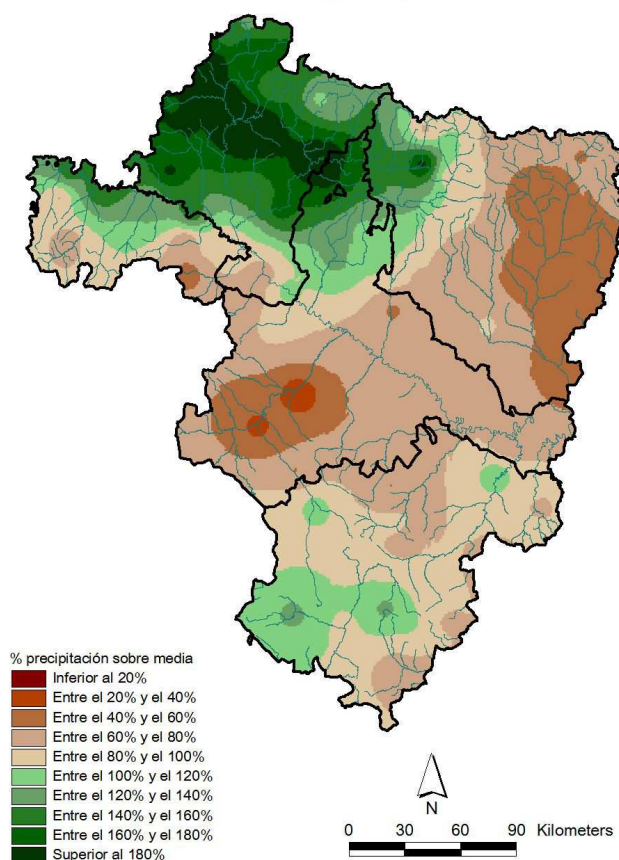 % precipitación sobre media
Inferior al 20%
Entre el 20% y el 40%
Entre el 40% y el 60%
Entre el 60% y el 80%
Entre el 80% y el 100%
Entre el 100% y el 120%
Entre el 120% y el 140%
Entre el 140% y el 160%
Entre el 160% y el 180%
Superior al 180%
N
0 30 60 90 Kilometers